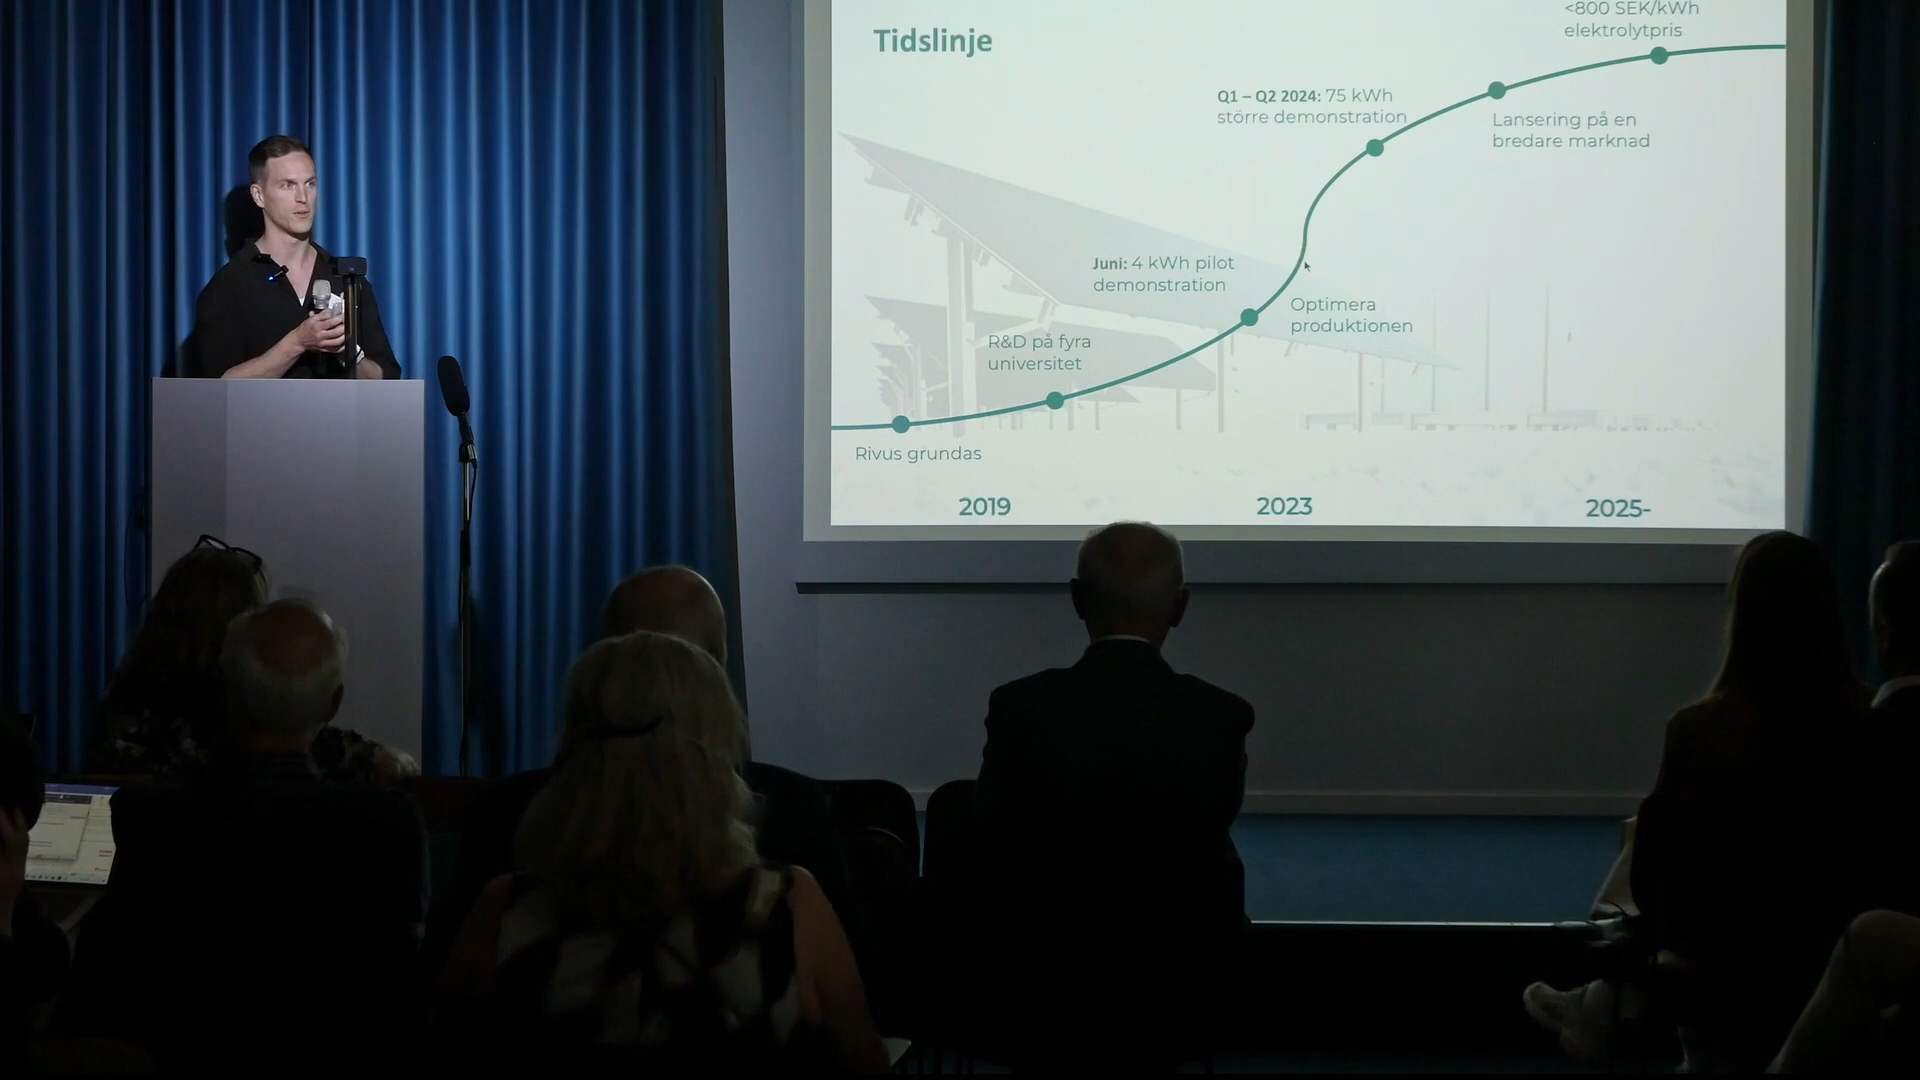 Tidslinje
<800 SEK/kWh
elektrolytpris
Q1 – Q2 2024: 75 kWh
större demonstration
Lansering på en
bredare marknad
Juni: 4 kWh pilot
demonstration
Optimera
produktionen
R&D på fyra
universitet
Rivus grundas
2019
2023
2025-